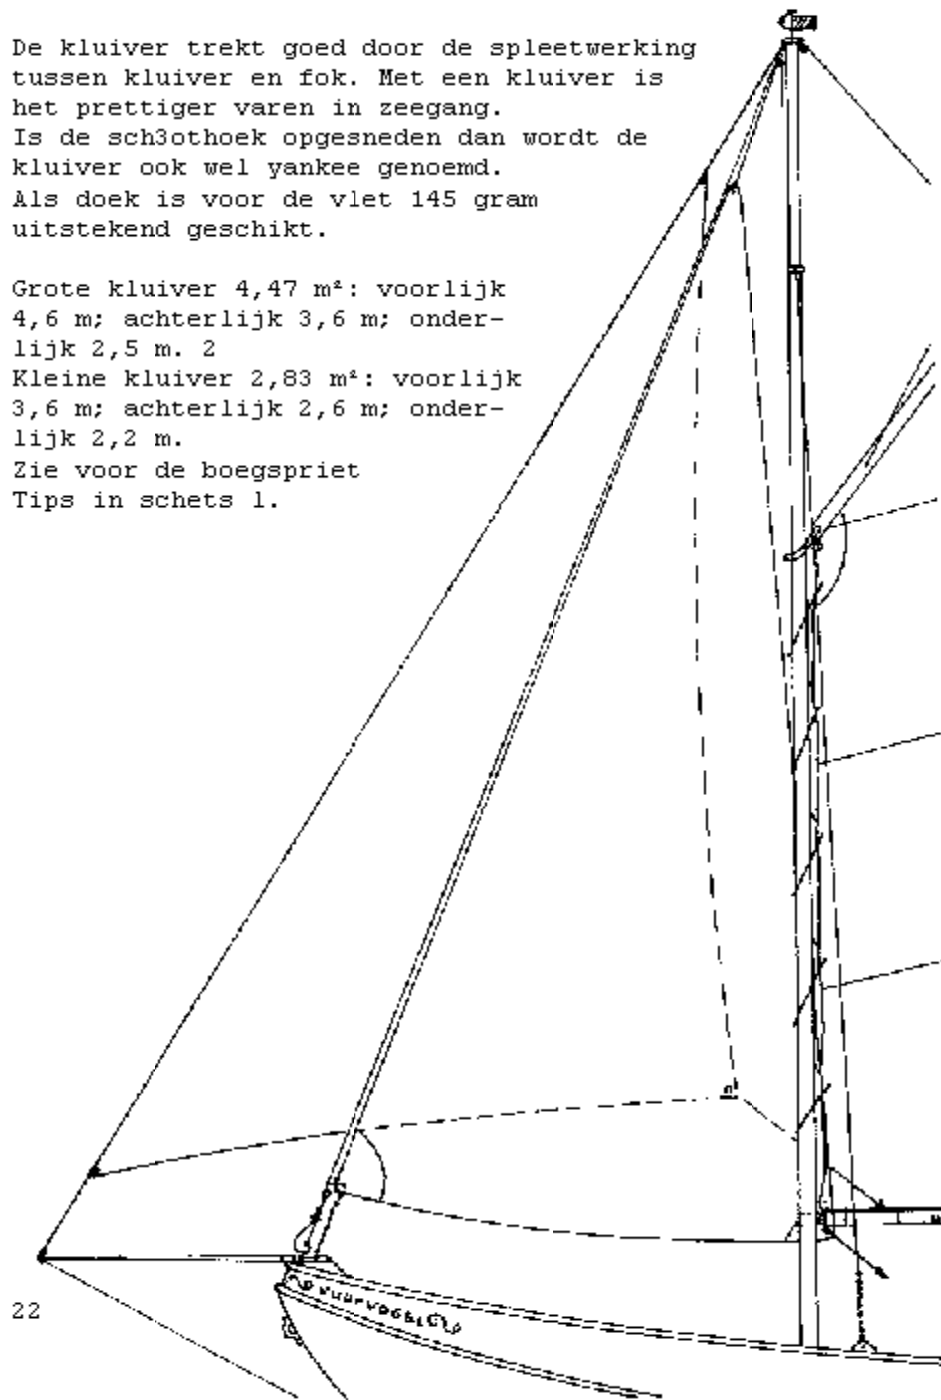 De kluiver trekt goed door de spleetwerking
tussen kluiver en fok. Met een kluiver is
het prettiger varen in zeegang.
Is de sch3othoek opgesneden dan wordt de
kluiver ook wel yankee genoemd.
Als doek is voor de vlet 145 gram
uitstekend geschikt.
Grote kluiver 4,47 m²: voorlijk
4,6 m; achterlijk 3,6 m; onder-
lijk 2,5 m. 2
Kleine kluiver 2,83 m²: voorlijk
3,6 m; achterlijk 2,6 m; onder-
lijk 2,2 m.
Zie voor de boegspriet
Tips in schets 1.
VUURVOGEL
22